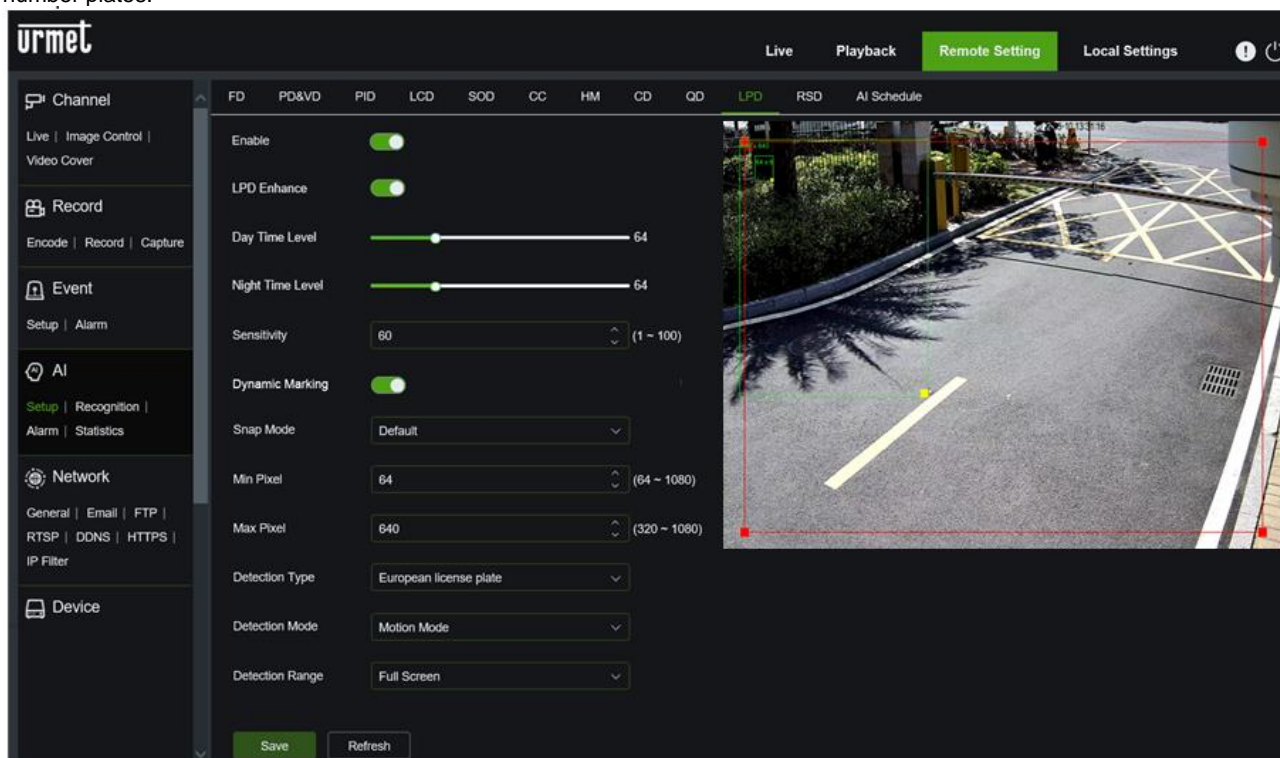 number plates.
urmet
Live Playback Remote Setting Local Settings
Channel
Live | Image Control |
Video Cover
Record
Encode | Record | Capture
Event
Setup | Alarm
AI
Setup | Recognition |
Alarm | Statistics
Network
General | Email | FTP |
RTSP | DDNS | HTTPS |
IP Filter
Device
FD PD&VD PID LCD SOD CC HM CD QD LPD RSD AI Schedule
Enable
LPD Enhance
Day Time Level 64
Night Time Level 64
Sensitivity 60 (1 ~ 100)
Dynamic Marking
Snap Mode Default
Min Pixel 64 (64 ~ 1080)
Max Pixel 640 (320 ~ 1080)
Detection Type European license plate
Detection Mode Motion Mode
Detection Range Full Screen
Save Refresh